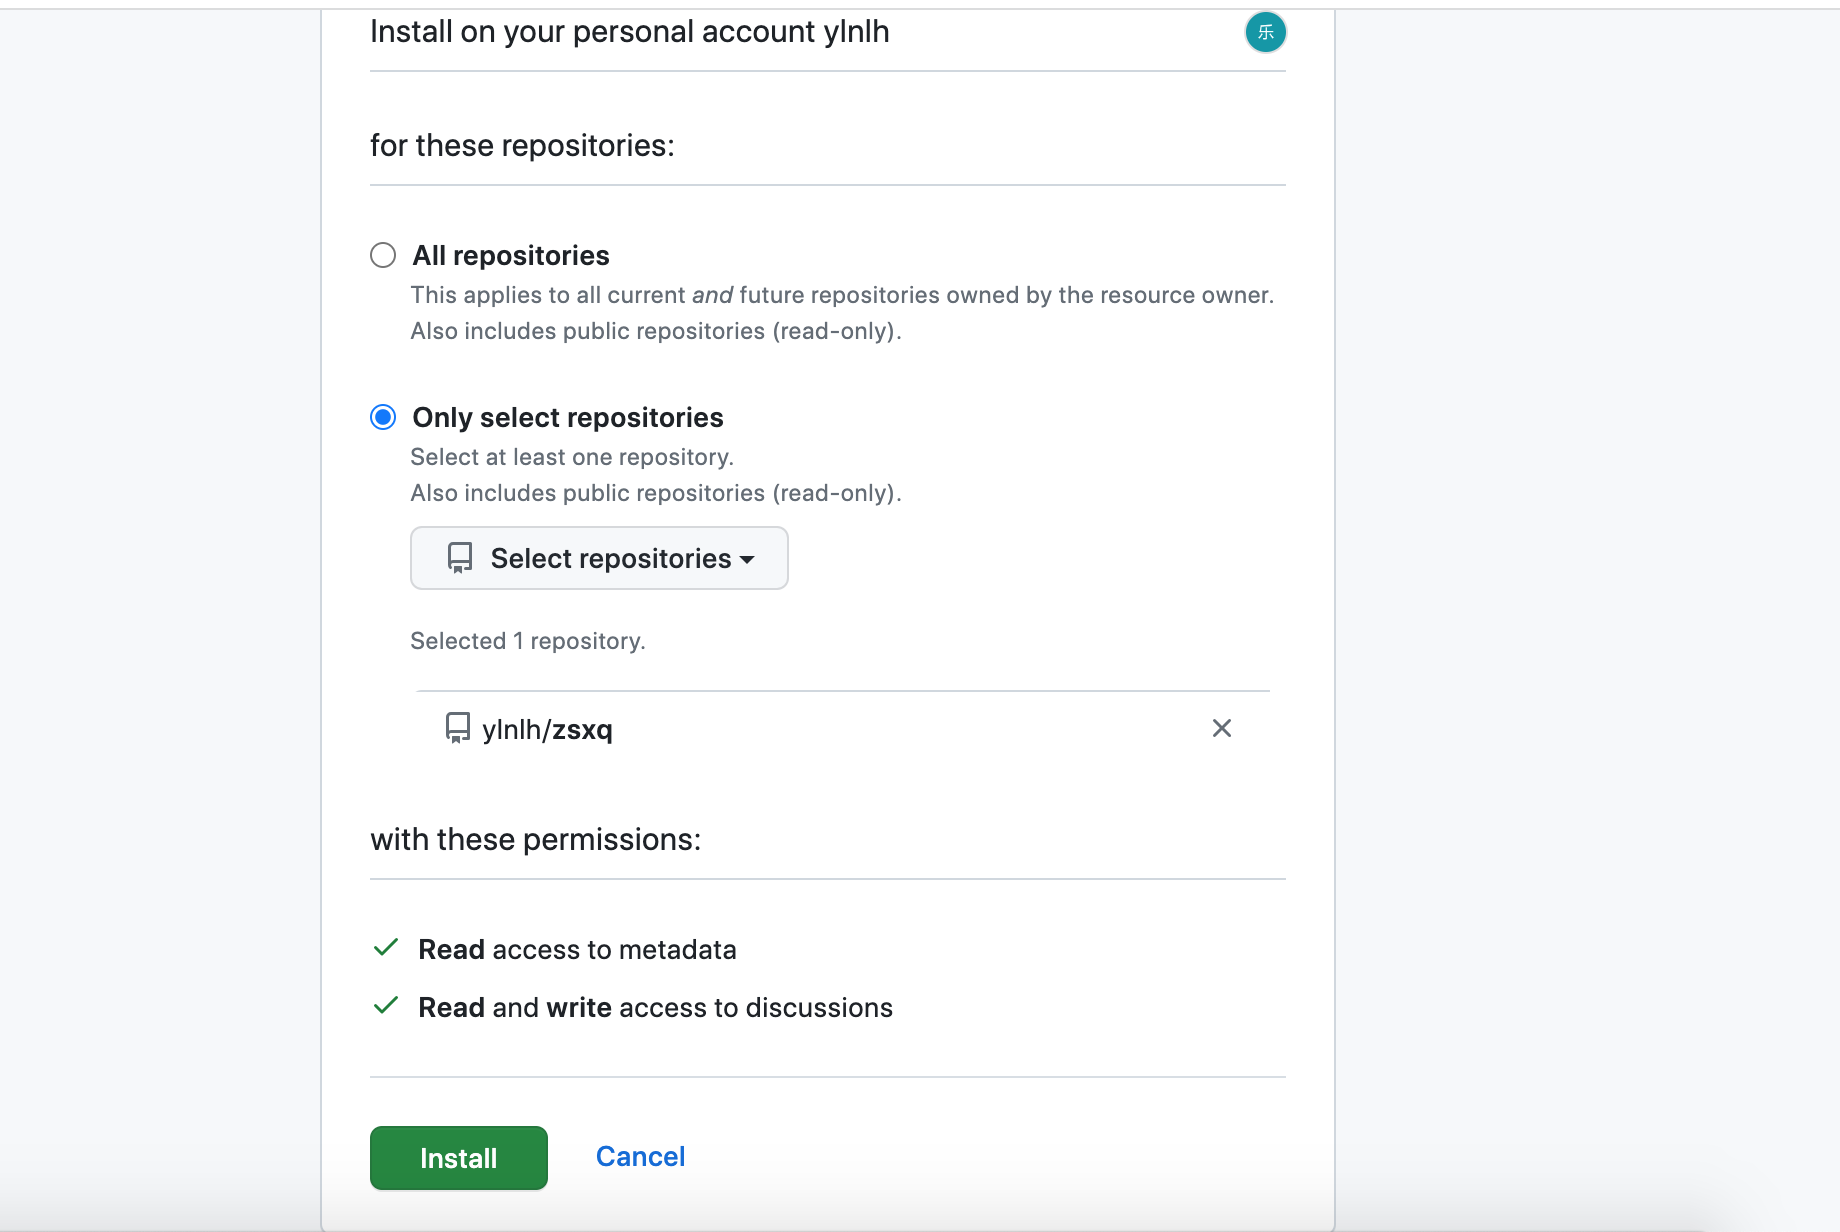 Install on your personal account ylnlh
乐
for these repositories:
All repositories
This applies to all current and future repositories owned by the resource owner.
Also includes public repositories (read-only).
Only select repositories
Select at least one repository.
Also includes public repositories (read-only).
Select repositories
Selected 1 repository.
ylnlh/zsxq
with these permissions:
Read access to metadata
Read and write access to discussions
Install
Cancel